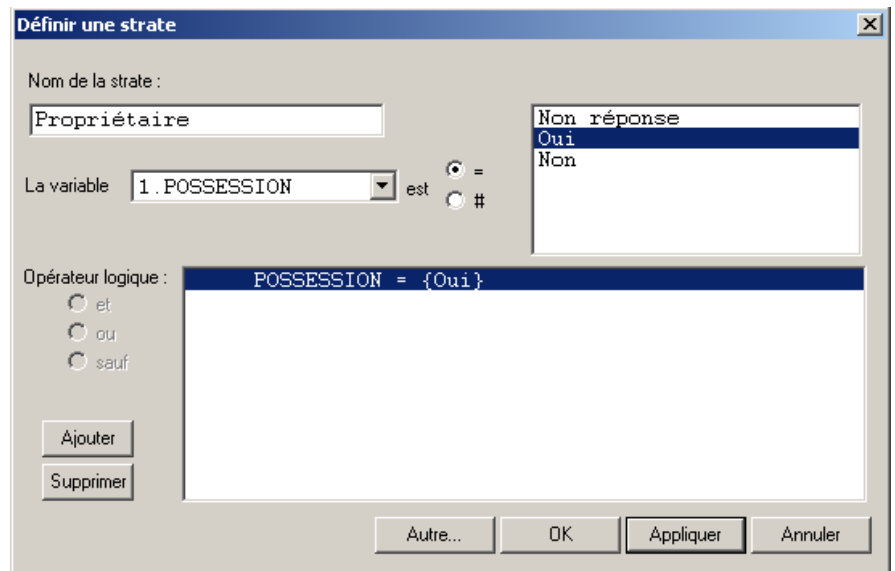 Définir une strate
Nom de la strate :
Propriétaire
Non réponse
Oui
Non
La variable 1.POSSESSION est =
#
Opérateur logique :
et
ou
sauf
POSSESSION = {Oui}
Ajouter
Supprimer
Autre... OK Appliquer Annuler